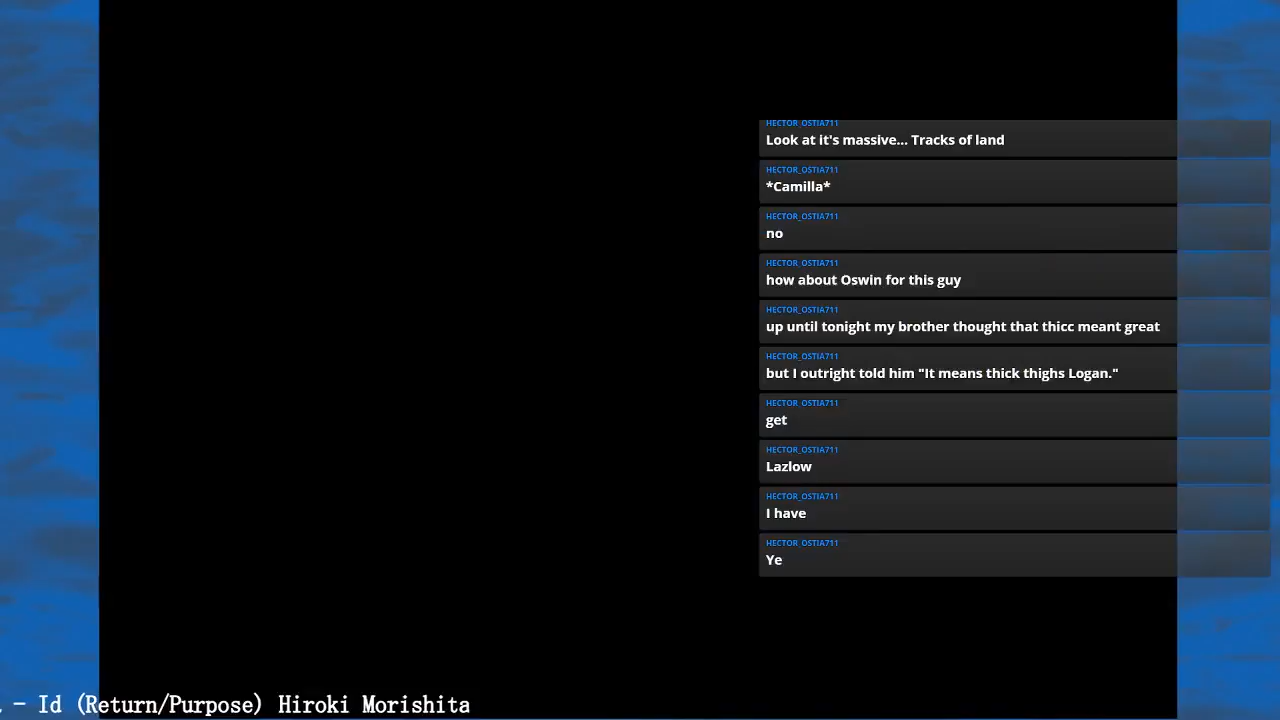 HECTOR_OSTIA711
Look at it's massive... Tracks of land
HECTOR_OSTIA711
*Camilla*
HECTOR_OSTIA711
no
HECTOR_OSTIA711
how about Oswin for this guy
HECTOR_OSTIA711
up until tonight my brother thought that thicc meant great
HECTOR_OSTIA711
but I outright told him "It means thick thighs Logan."
HECTOR_OSTIA711
get
HECTOR_OSTIA711
Lazlow
HECTOR_OSTIA711
I have
HECTOR_OSTIA711
Ye
- Id (Return/Purpose) Hiroki Morishita